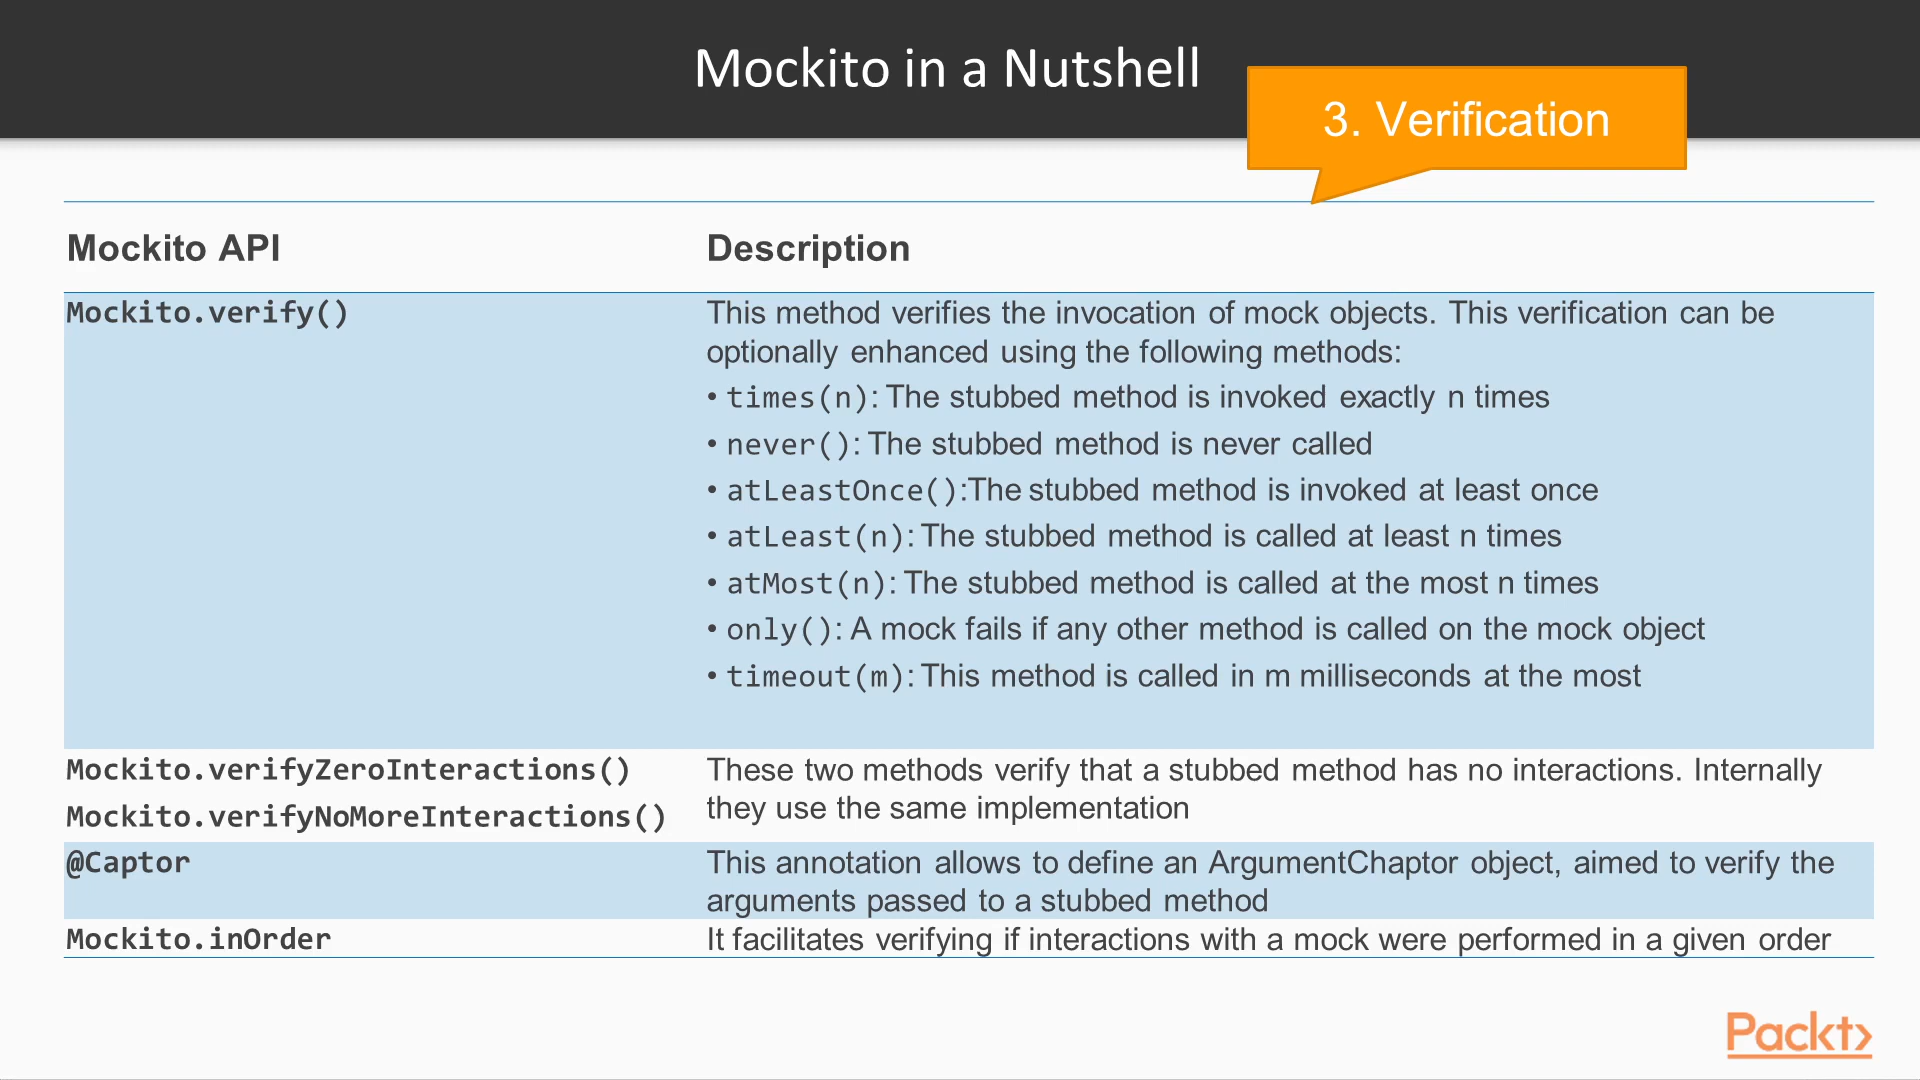 Mockito in a Nutshell
3. Verification
Mockito API
Description
Mockito.verify()
This method verifies the invocation of mock objects. This verification can be
optionally enhanced using the following methods:
• times(n): The stubbed method is invoked exactly n times
• never(): The stubbed method is never called
• atLeastOnce():The stubbed method is invoked at least once
• atLeast(n): The stubbed method is called at least n times
• atMost(n): The stubbed method is called at the most n times
• only(): A mock fails if any other method is called on the mock object
• timeout(m): This method is called in m milliseconds at the most
Mockito.verifyZeroInteractions()
Mockito.verifyNoMoreInteractions()
These two methods verify that a stubbed method has no interactions. Internally
they use the same implementation
@Captor
This annotation allows to define an ArgumentChaptor object, aimed to verify the
arguments passed to a stubbed method
Mockito.inOrder
It facilitates verifying if interactions with a mock were performed in a given order
Packt>